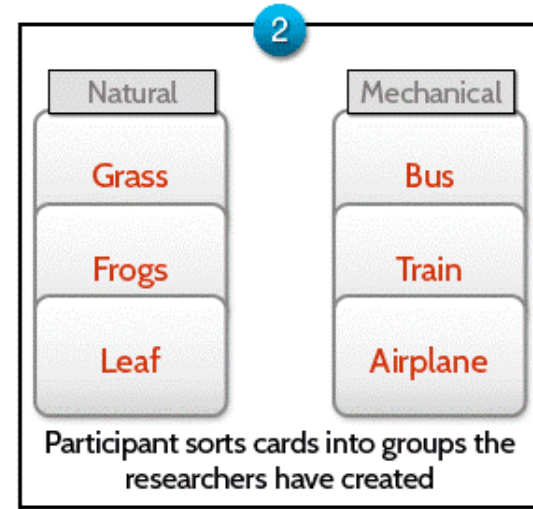 2
Natural
Grass
Frogs
Leaf
Mechanical
Bus
Train
Airplane
Participant sorts cards into groups the
researchers have created